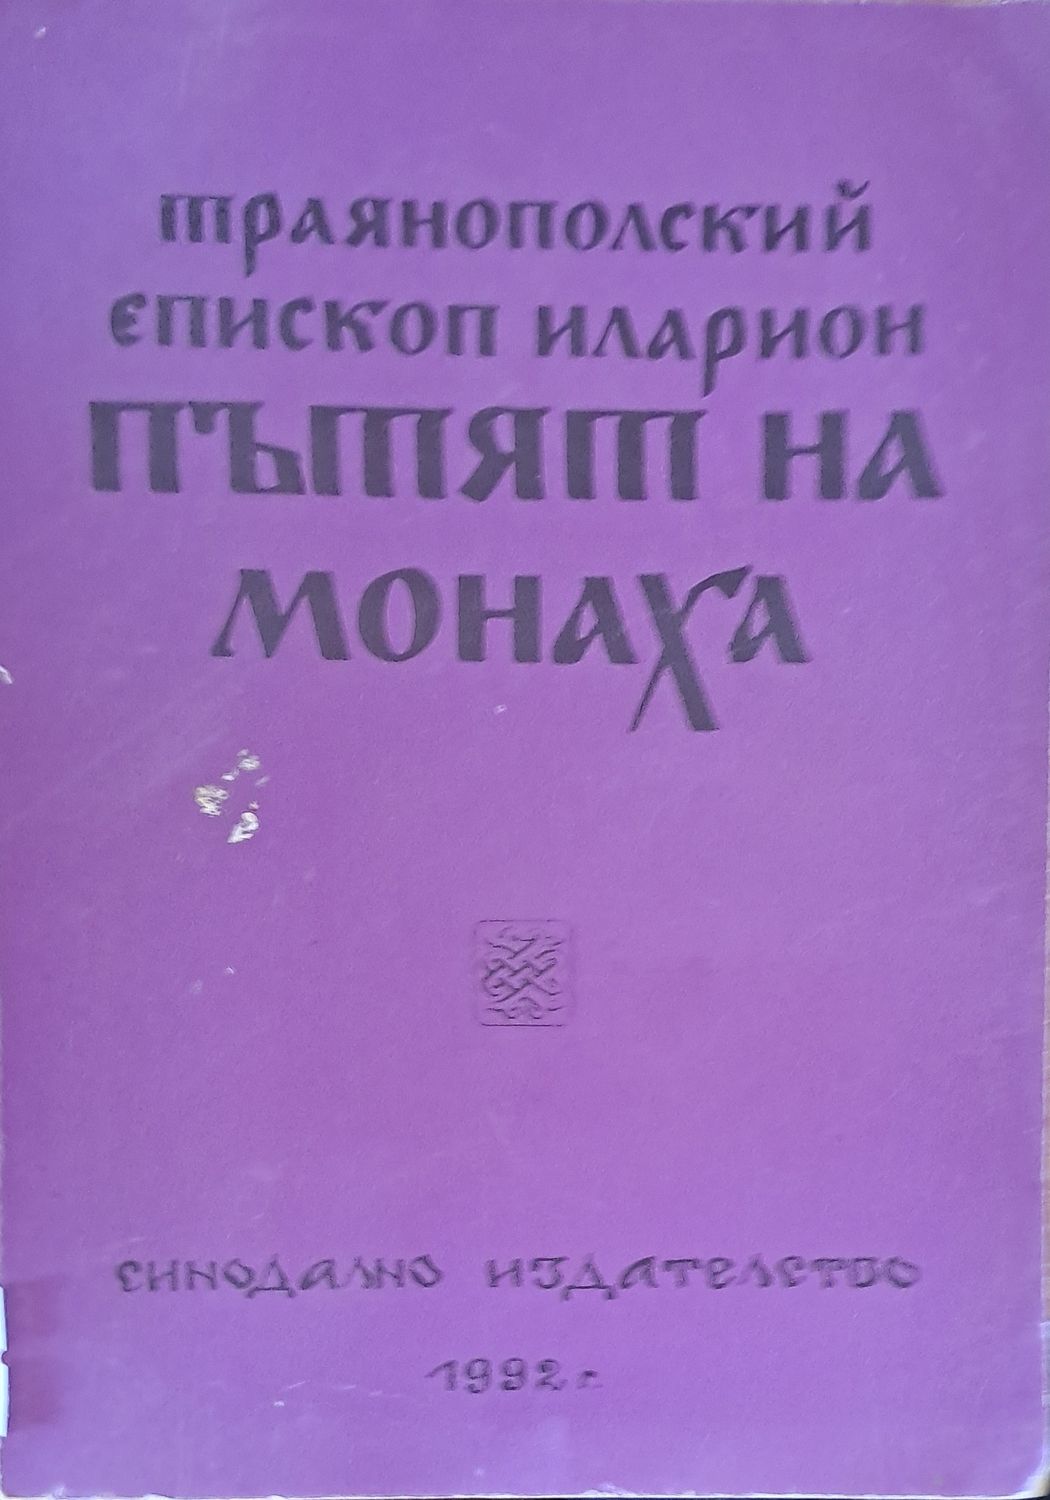 траянополский
епископ иларион
ПЪТЯТ НА
МОНАХА
СИНОДАЛНО ИЗДАТЕЛСТВО
1992 г.